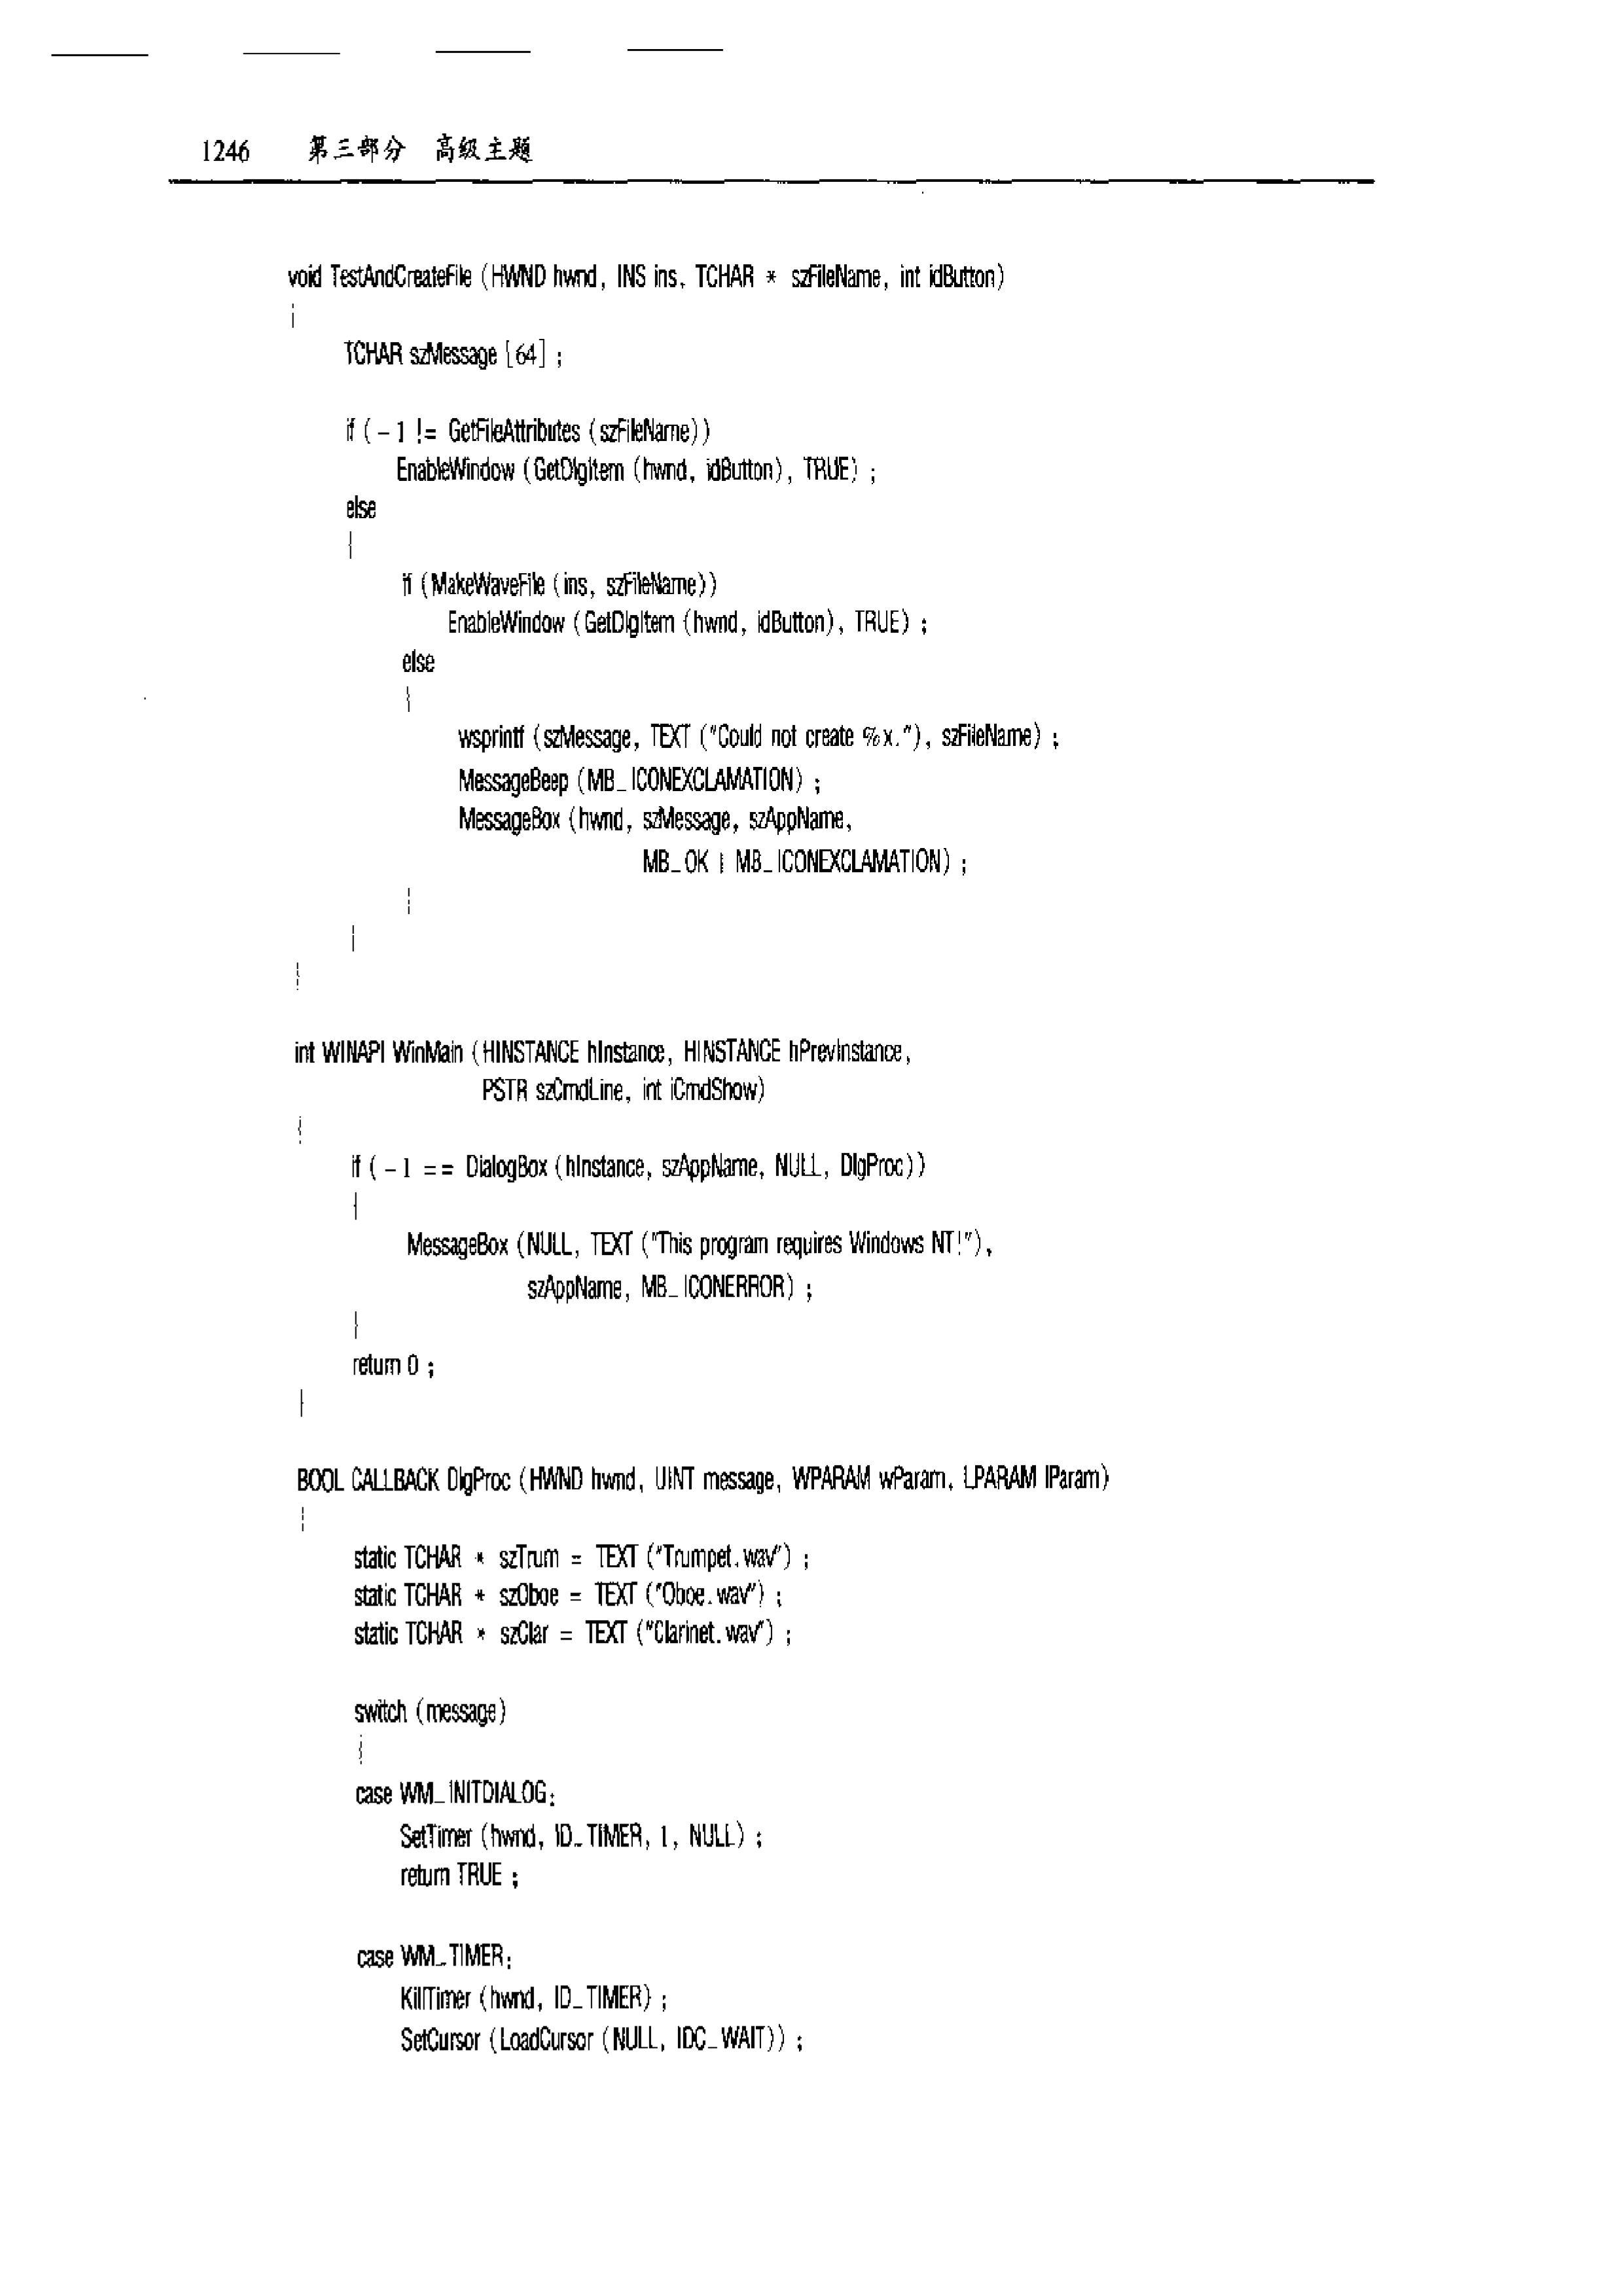 1246 第三部分 高级主题
void TestAndCreateFile (HWND hwnd, INS ins, TCHAR * szFileName, int idButton)
{
TCHAR szMessage [64] ;
if ( -1 != GetFileAttributes (szFileName))
EnableWindow (GetDlgItem (hwnd, idButton), TRUE) ;
else
{
if (MakeWaveFile (ins, szFileName))
EnableWindow (GetDlgItem (hwnd, idButton), TRUE) ;
else
{
wsprintf (szMessage, TEXT ("Could not create %x."), szFileName) ;
MessageBeep (MB_ICONEXCLAMATION) ;
MessageBox (hwnd, szMessage, szAppName,
MB_OK | MB_ICONEXCLAMATION) ;
}
}
}
int WINAPI WinMain (HINSTANCE hInstance, HINSTANCE hPrevInstance,
PSTR szCmdLine, int iCmdShow)
{
if ( -1 == DialogBox (hInstance, szAppName, NULL, DlgProc))
{
MessageBox (NULL, TEXT ("This program requires Windows NT!"),
szAppName, MB_ICONERROR) ;
}
return 0 ;
}
BOOL CALLBACK DlgProc (HWND hwnd, UINT message, WPARAM wParam, LPARAM lParam)
{
static TCHAR * szTrum = TEXT ("Trumpet.wav") ;
static TCHAR * szOboe = TEXT ("Oboe.wav") ;
static TCHAR * szClar = TEXT ("Clarinet.wav") ;
switch (message)
{
case WM_INITDIALOG:
SetTimer (hwnd, ID_TIMER, 1, NULL) ;
return TRUE ;
case WM_TIMER:
KillTimer (hwnd, ID_TIMER) ;
SetCursor (LoadCursor (NULL, IDC_WAIT)) ;